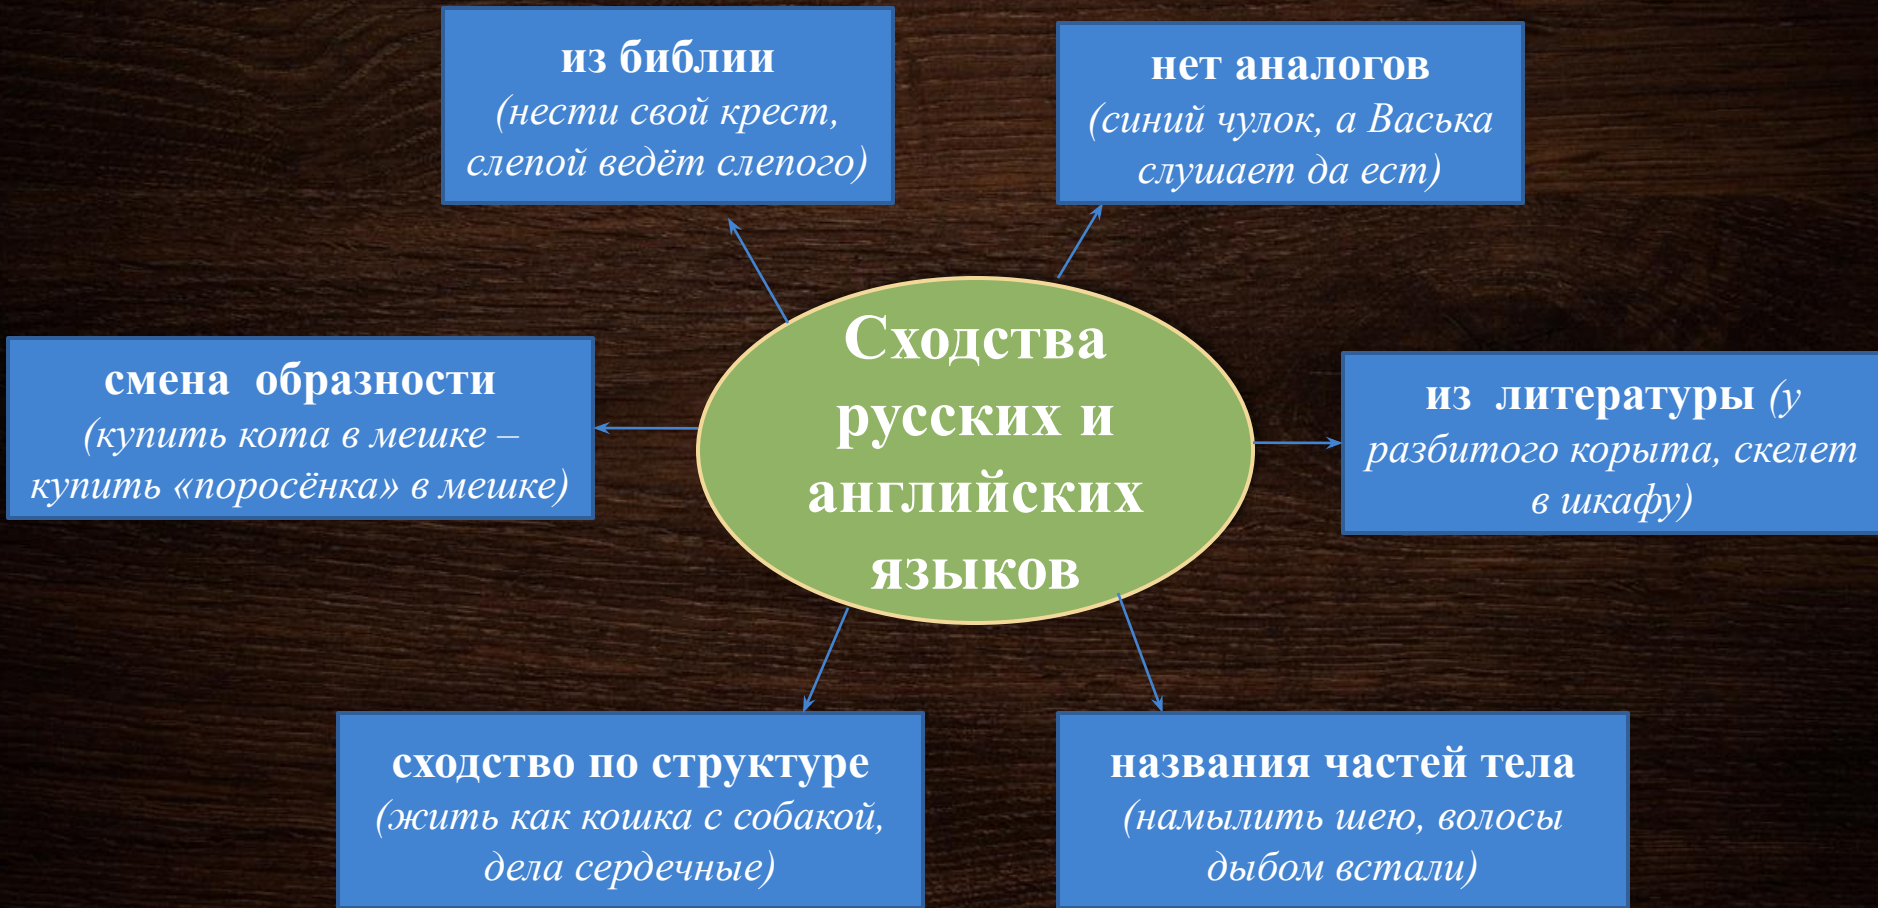 из библии
(нести свой крест,
слепой ведёт слепого)
нет аналогов
(синий чулок, а Васька
слушает да ест)
смена  образности
(купить кота в мешке –
купить «поросёнка» в мешке)
Сходства
русских и
английских
языков
из  литературы (у
разбитого корыта, скелет
в шкафу)
сходство по структуре
(жить как кошка с собакой,
дела сердечные)
названия частей тела
(намылить шею, волосы
дыбом встали)